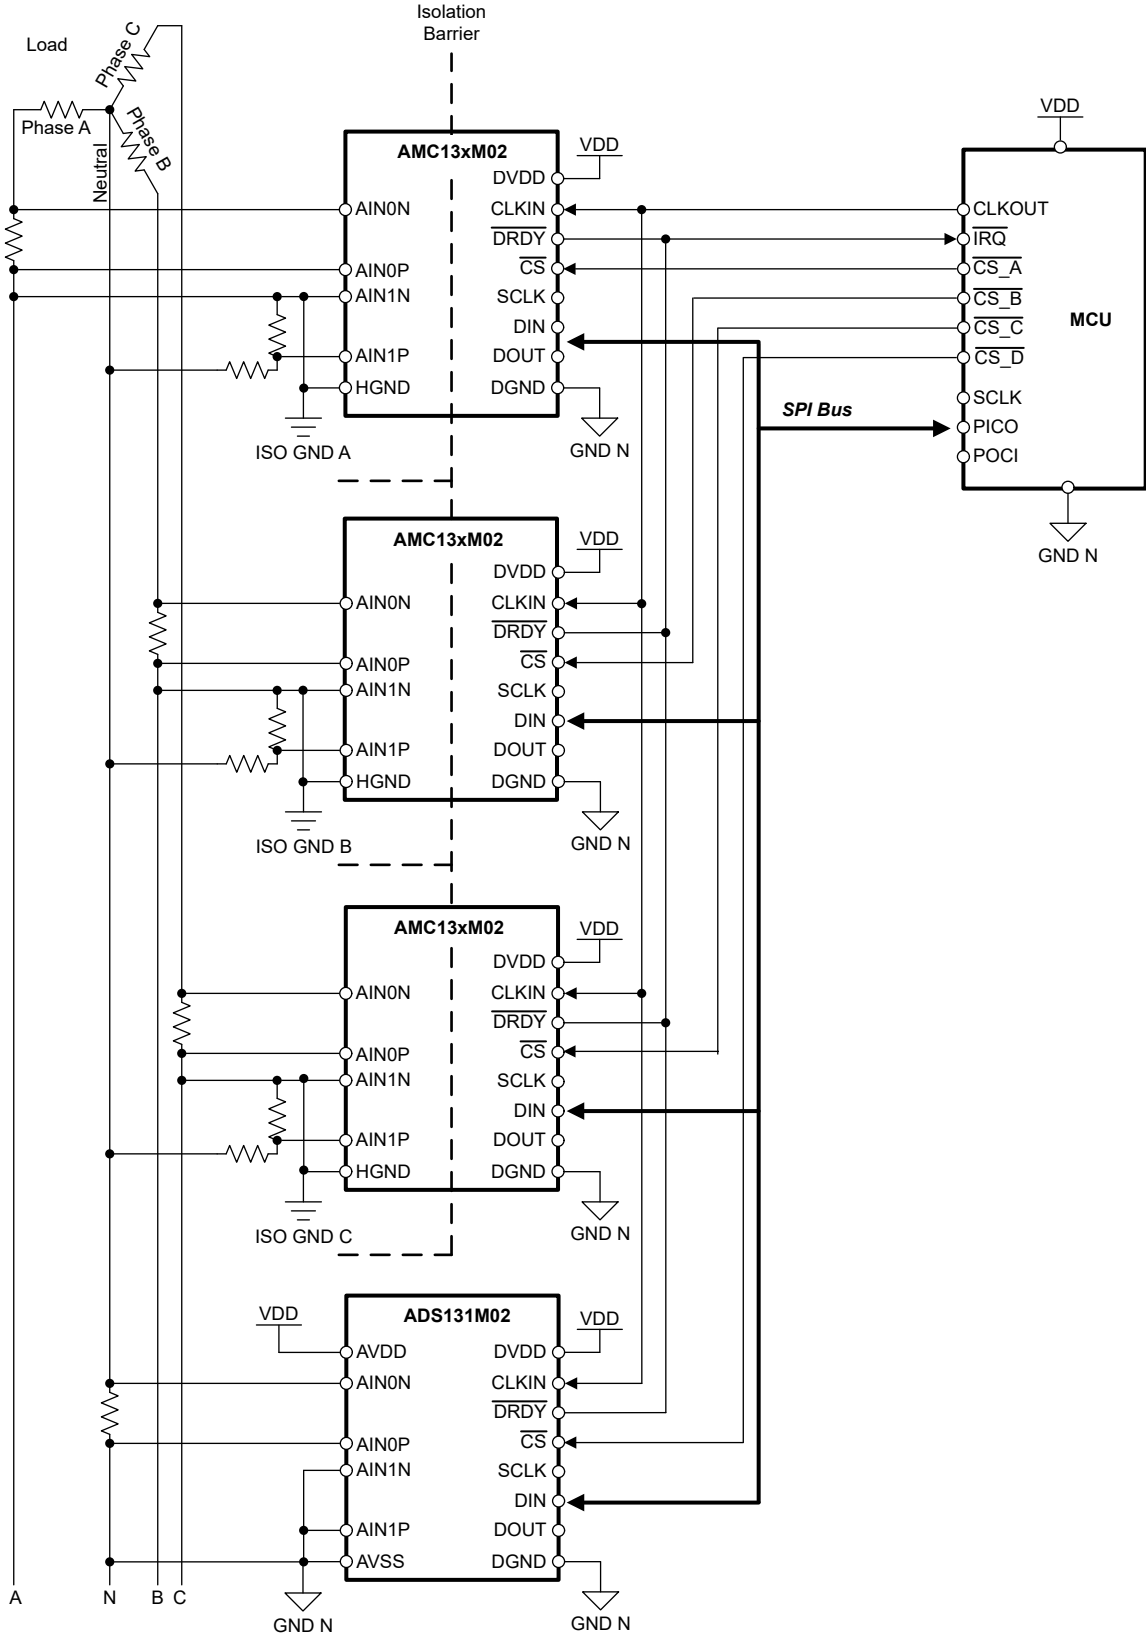 Isolation
Barrier
Load
Phase C
Phase A
Phase B
Neutral
AMC13xM02
VDD
DVDD
AIN0N
CLKIN
DRDY
AIN0P
CS
AIN1N
SCLK
DIN
AIN1P
DOUT
HGND
DGND
ISO GND A
GND N
VDD
CLKOUT
IRQ
CS_A
CS_B
CS_C
CS_D
MCU
SCLK
PICO
POCI
GND N
SPI Bus
AMC13xM02
VDD
DVDD
AIN0N
CLKIN
DRDY
AIN0P
CS
AIN1N
SCLK
DIN
AIN1P
DOUT
HGND
DGND
ISO GND B
GND N
AMC13xM02
VDD
DVDD
AIN0N
CLKIN
DRDY
AIN0P
CS
AIN1N
SCLK
DIN
AIN1P
DOUT
HGND
DGND
ISO GND C
GND N
VDD
ADS131M02
VDD
AVDD
DVDD
AIN0N
CLKIN
DRDY
AIN0P
CS
AIN1N
SCLK
DIN
AIN1P
DOUT
AVSS
DGND
GND N
GND N
A
N
B
C